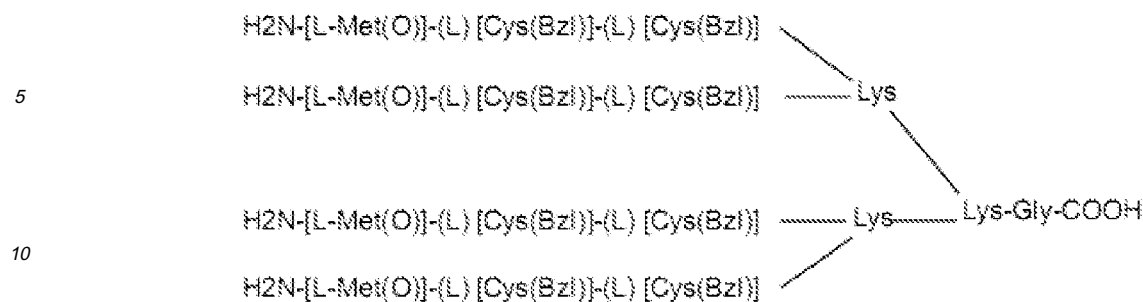 H2N-[L-Met(O)]-(L) [Cys(Bzl)]-(L) [Cys(Bzl)]
5
H2N-[L-Met(O)]-(L) [Cys(Bzl)]-(L) [Cys(Bzl)]
Lys
H2N-[L-Met(O)]-(L) [Cys(Bzl)]-(L) [Cys(Bzl)]
Lys
Lys-Gly-COOH
10
H2N-[L-Met(O)]-(L) [Cys(Bzl)]-(L) [Cys(Bzl)]